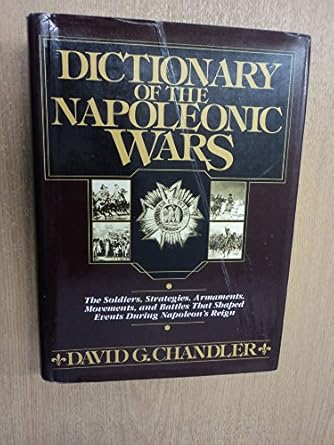 DICTIONARY
OF THE
NAPOLEONIC
WARS
The Soldiers, Strategies, Armaments,
Movements, and Battles That Shaped
Events During Napoleon's Reign
DAVID G. CHANDLER